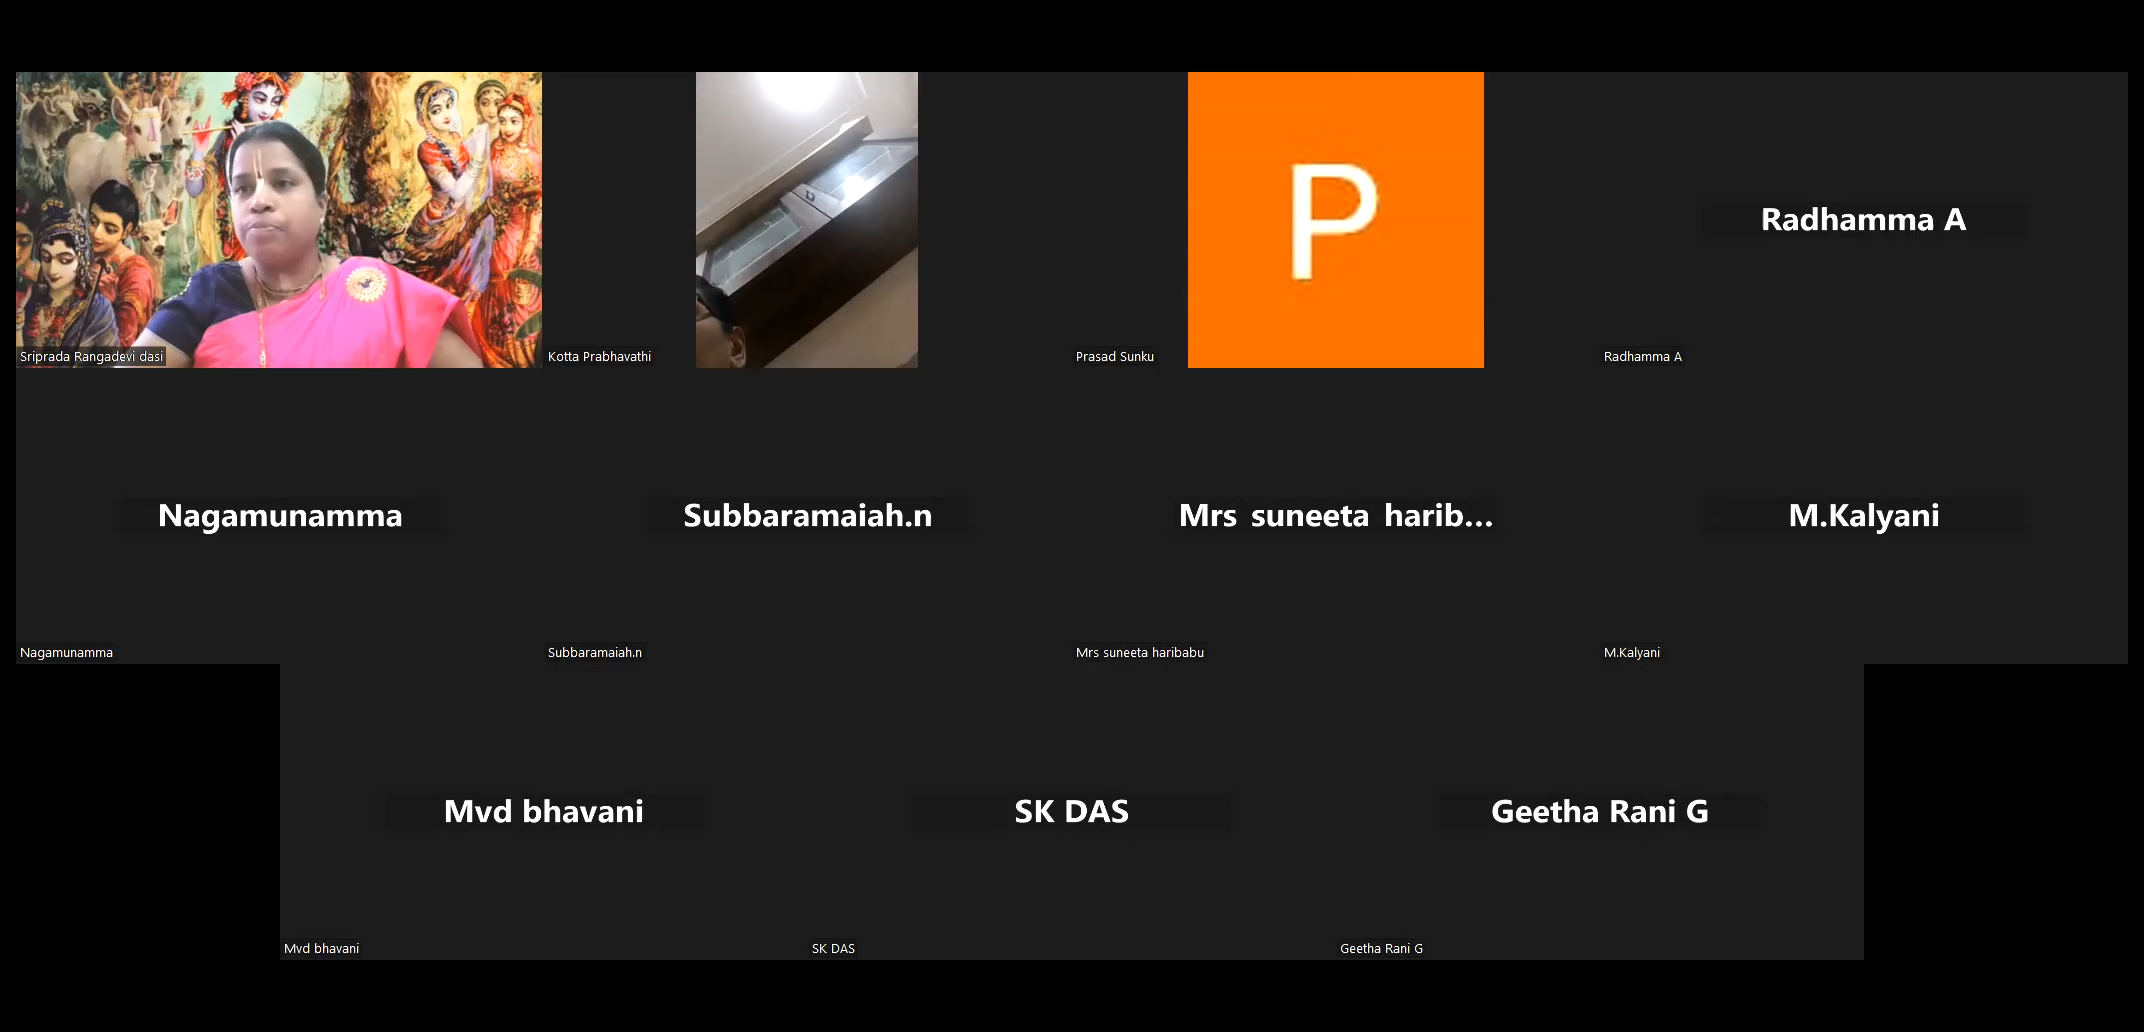 Sriprada Rangadevi dasi
Kotta Prabhavathi
P
Prasad Sunku
Radhamma A
Radhamma A
Nagamunamma
Nagamunamma
Subbaramaiah.n
Subbaramaiah.n
Mrs suneeta harib...
Mrs suneeta haribabu
M.Kalyani
M.Kalyani
Mvd bhavani
Mvd bhavani
SK DAS
SK DAS
Geetha Rani G
Geetha Rani G